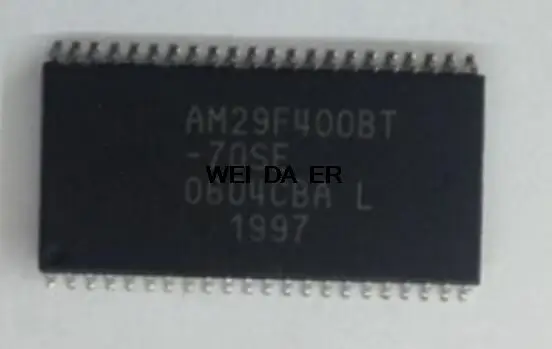 AM29F400BT
-70SE
WEI DA ER
0604CBA L
1997